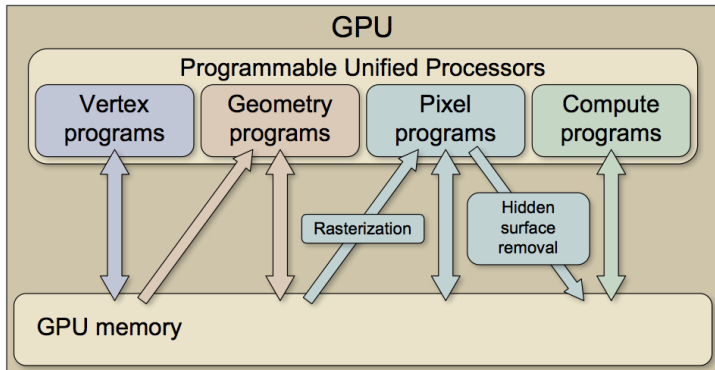 GPU
Programmable Unified Processors
Vertex
programs
Geometry
programs
Pixel
programs
Compute
programs
Rasterization
Hidden
surface
removal
GPU memory